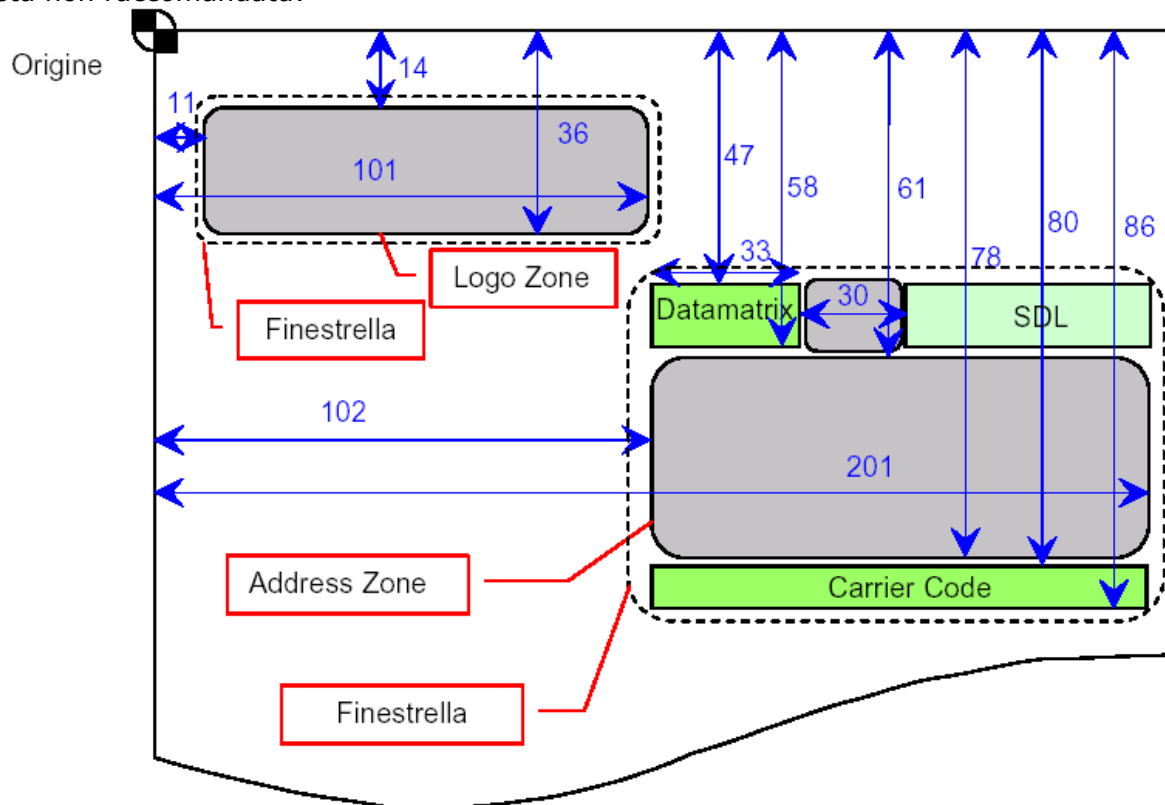 Origine
14
11
36
101
47
58
61
80
86
78
33
Logo Zone
30
Datamatrix
SDL
Finestrella
102
201
Address Zone
Carrier Code
Finestrella